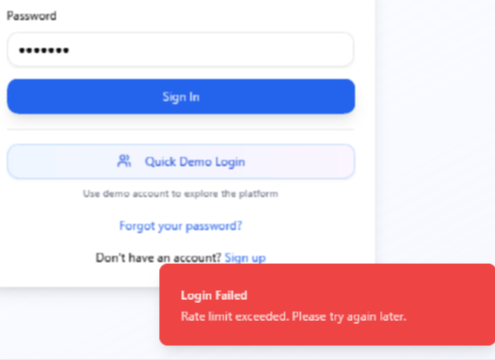 Password
•••••••
Sign In
Quick Demo Login
Use demo account to explore the platform
Forgot your password?
Don't have an account? Sign up
Login Failed
Rate limit exceeded. Please try again later.